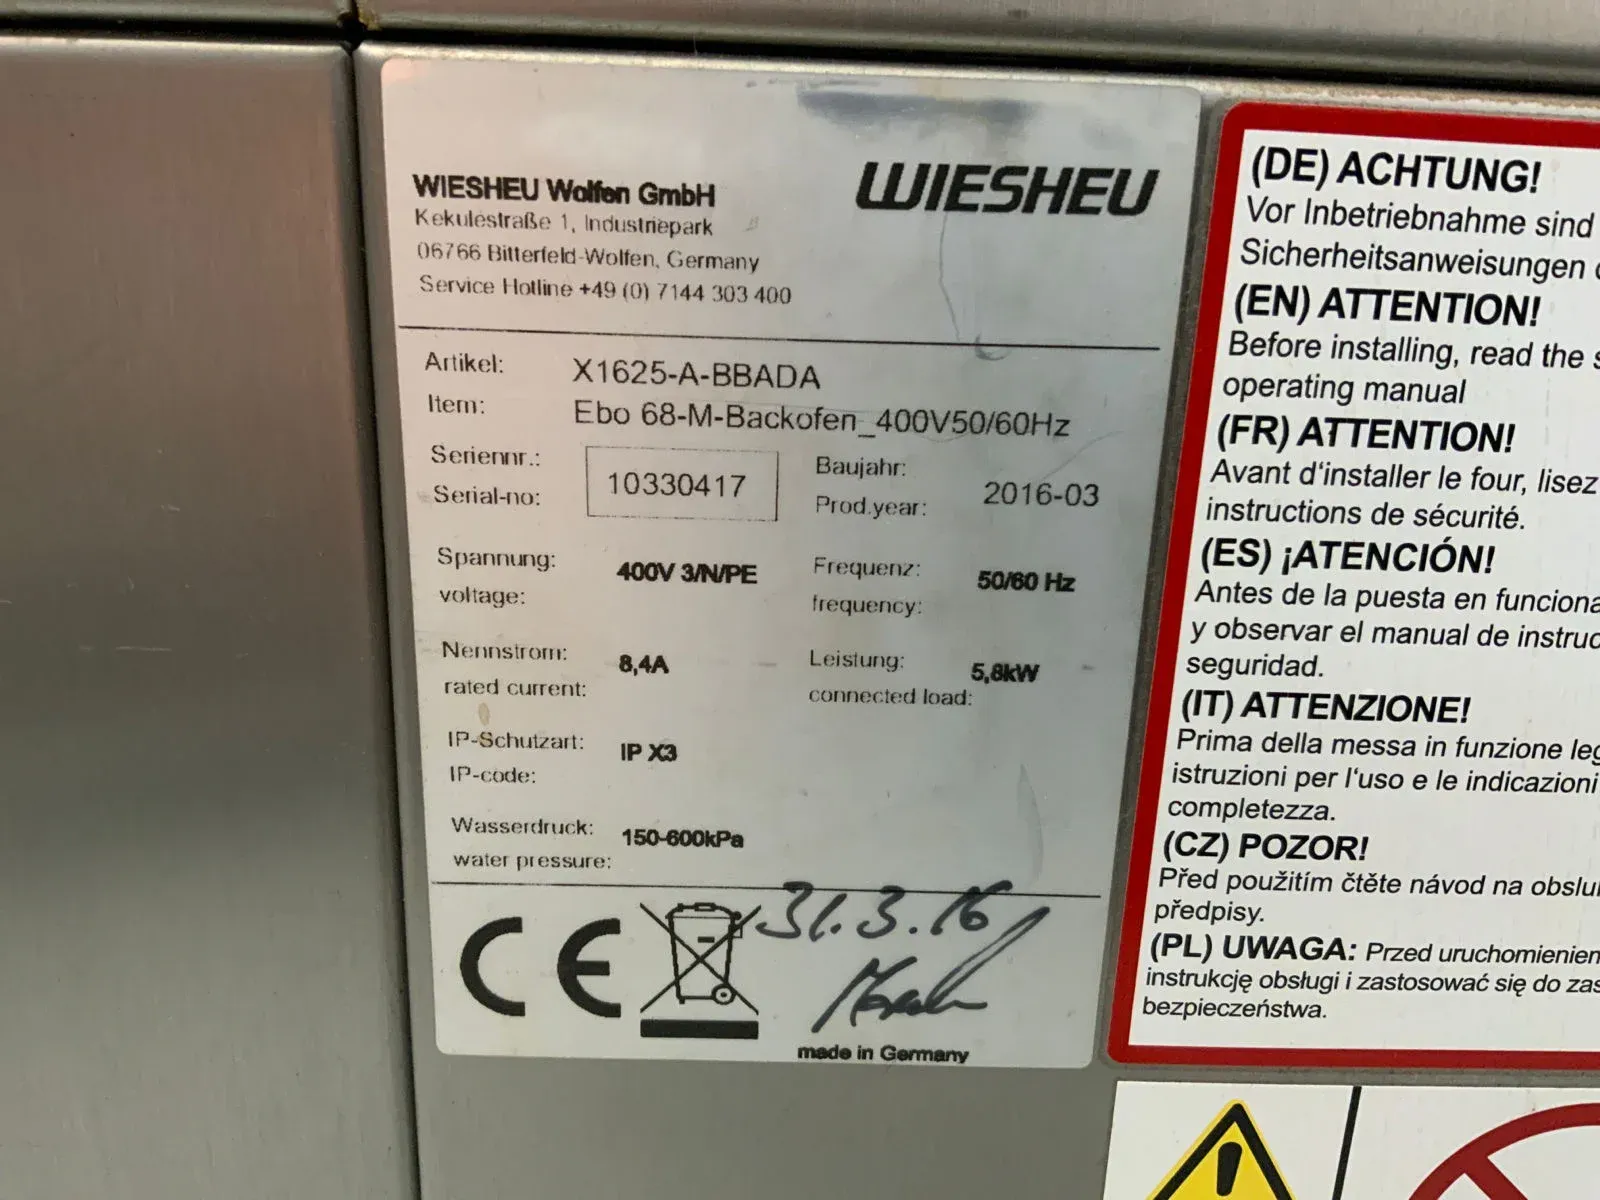 WIESHEU Wolfen GmbH
Kekuléstraße 1, Industriepark
06766 Bitterfeld-Wolfen, Germany
Service Hotline +49 (0) 7144 303 400
WIESHEU
Artikel: X1625-A-BBADA
Item: Ebo 68-M-Backofen_400V50/60Hz
Seriennr.:
Serial-no:
10330417
Baujahr:
Prod.year:
2016-03
Spannung:
voltage:
400V 3/N/PE
Frequenz:
frequency:
50/60 Hz
Nennstrom:
rated current:
8,4A
Leistung:
connected load:
5,8kW
IP-Schutzart:
IP-code:
IP X3
Wasserdruck:
water pressure:
150-600kPa
CE
31.3.16
made in Germany
(DE) ACHTUNG!
Vor Inbetriebnahme sind
Sicherheitsanweisungen
(EN) ATTENTION!
Before installing, read the
operating manual
(FR) ATTENTION!
Avant d'installer le four, lisez
instructions de sécurité.
(ES) ¡ATENCIÓN!
Antes de la puesta en funciona
y observar el manual de instruc
seguridad.
(IT) ATTENZIONE!
Prima della messa in funzione leg
istruzioni per l'uso e le indicazioni
completezza.
(CZ) POZOR!
Před použitím čtěte návod na obslu
předpisy.
(PL) UWAGA: Przed uruchomieniem
instrukcję obsługi i zastosować się do zas
bezpieczeństwa.